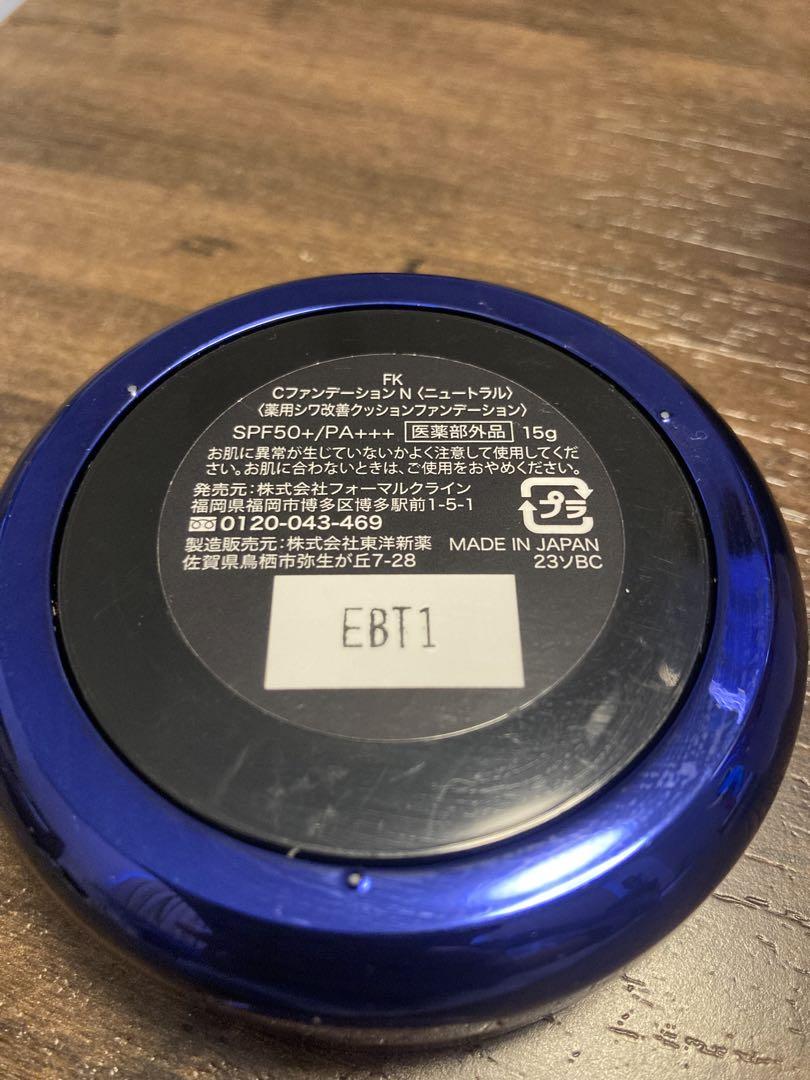 FK
CファンデーションN〈ニュートラル〉
〈薬用シワ改善クッションファンデーション〉
SPF50+/PA+++ 医薬部外品 15g
お肌に異常が生じていないかよく注意して使用してくだ
さい。お肌に合わないときは、ご使用をおやめください。
発売元:株式会社フォーマルクライン
福岡県福岡市博多区博多駅前1-5-1
0120-043-469
プラ
製造販売元:株式会社東洋新薬 MADE IN JAPAN
佐賀県鳥栖市弥生が丘7-28 23ソBC
EBT1